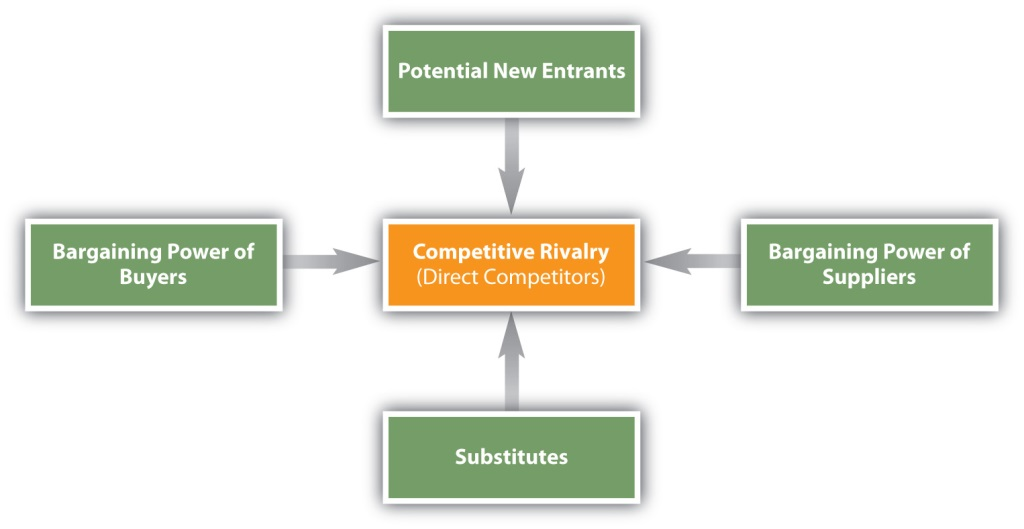 Potential New Entrants
Bargaining Power of
Buyers
Competitive Rivalry
(Direct Competitors)
Bargaining Power of
Suppliers
Substitutes